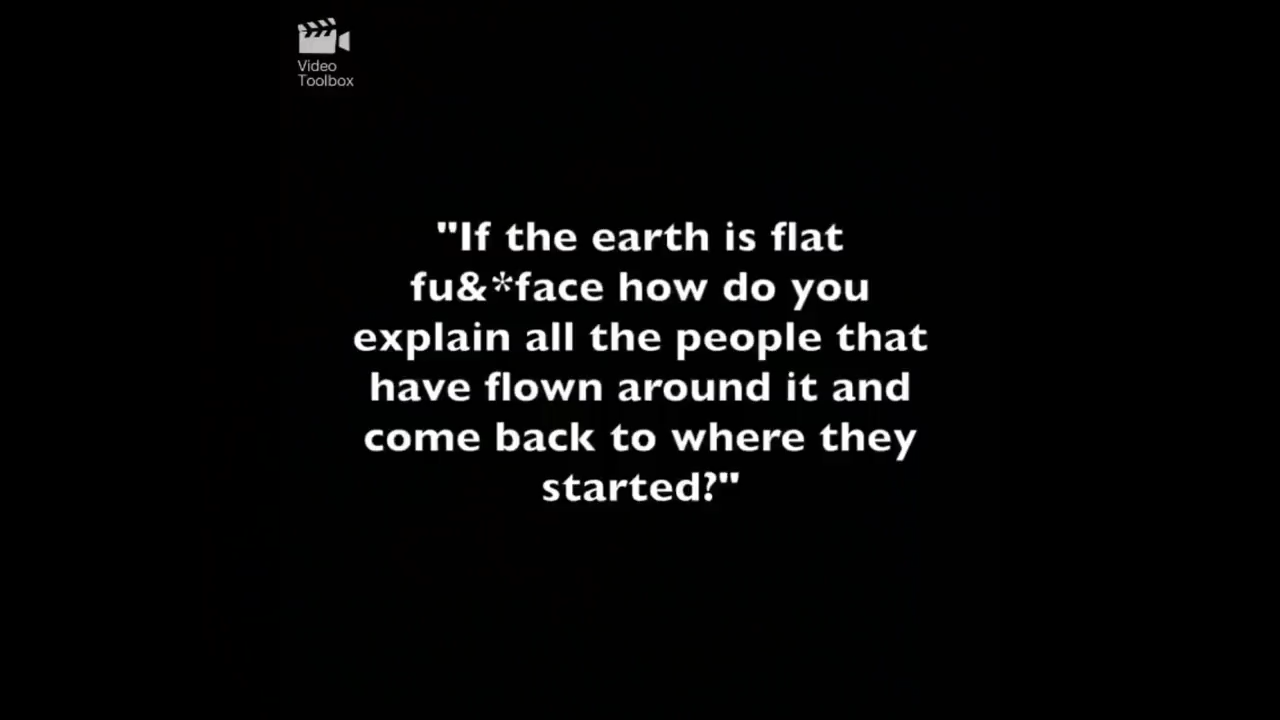 Video
Toolbox
"If the earth is flat
fu&*face how do you
explain all the people that
have flown around it and
come back to where they
started?"